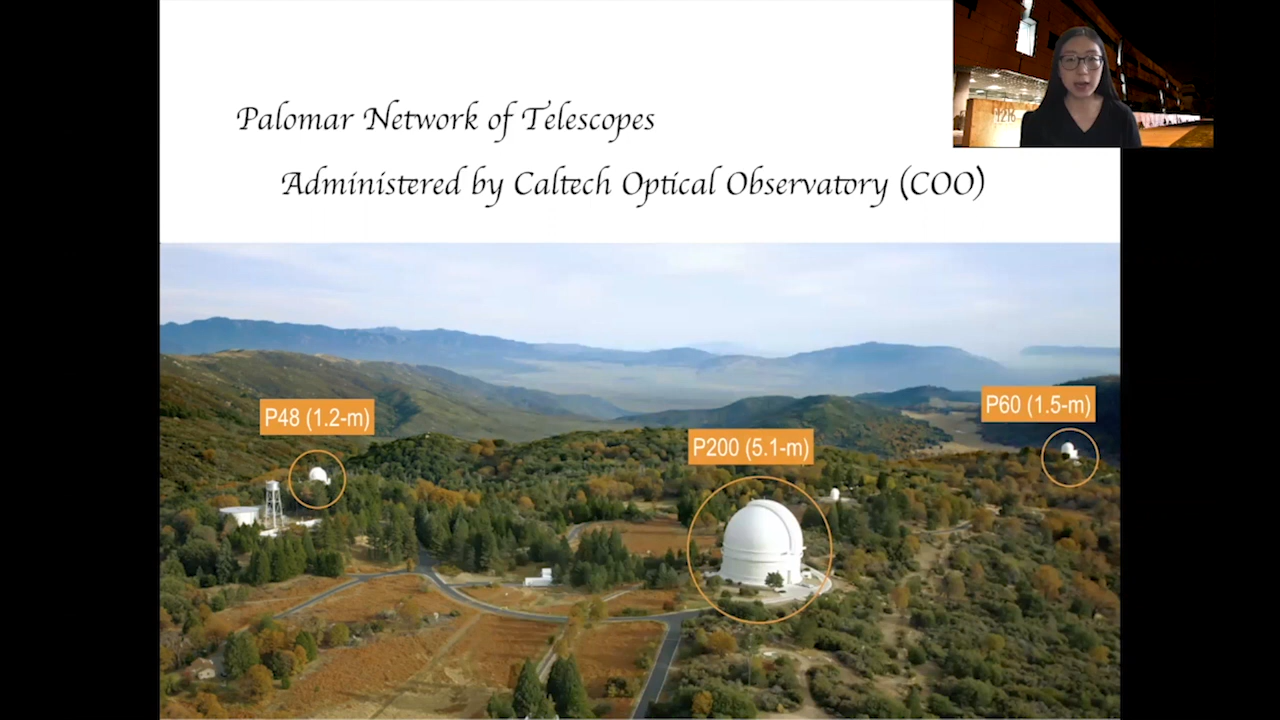 Palomar Network of Telescopes
Administered by Caltech Optical Observatory (COO)
P48 (1.2-m)
P200 (5.1-m)
P60 (1.5-m)
1216